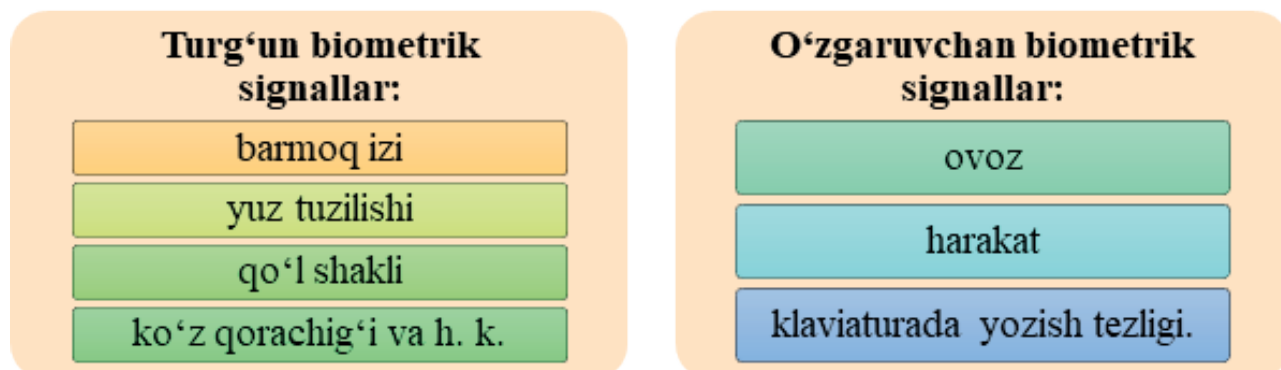 Turg‘un biometrik
signallar:
barmoq izi
yuz tuzilishi
qo‘l shakli
ko‘z qorachig‘i va h. k.
O‘zgaruvchan biometrik
signallar:
ovoz
harakat
klaviaturada yozish tezligi.